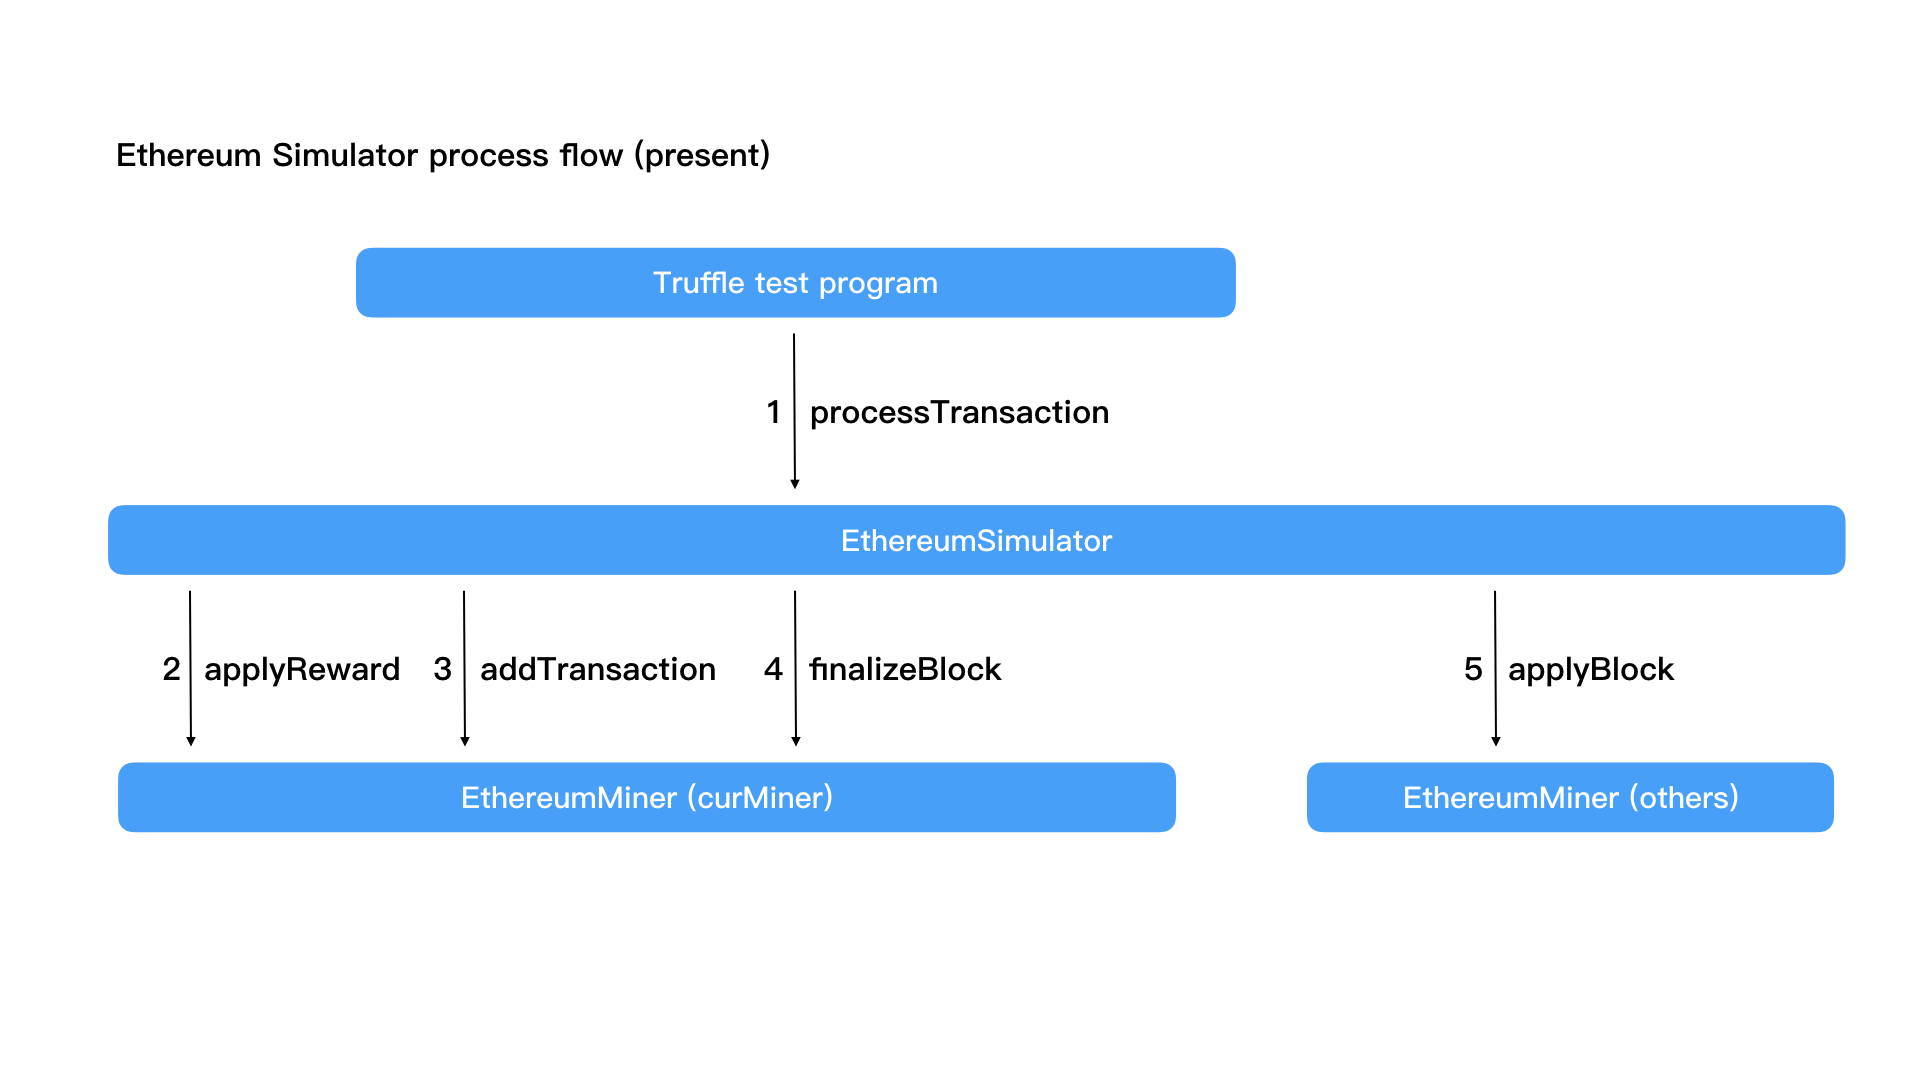 Ethereum Simulator process flow (present)
Truffle test program
1 processTransaction
EthereumSimulator
2 applyReward 3 addTransaction 4 finalizeBlock 5 applyBlock
EthereumMiner (curMiner) EthereumMiner (others)